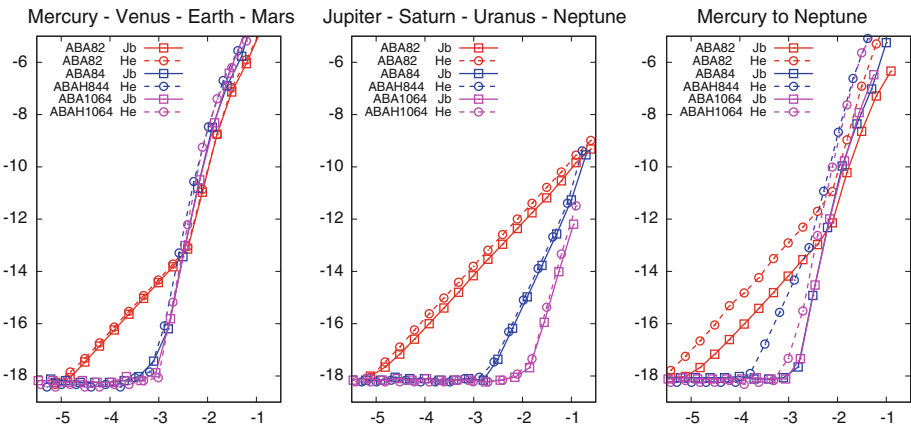 Mercury - Venus - Earth - Mars
-6
-8
-10
-12
-14
-16
-18
-5 -4 -3 -2 -1
ABA82 Jb
ABA82 He
ABA84 Jb
ABAH844 He
ABA1064 Jb
ABAH1064 He
Jupiter - Saturn - Uranus - Neptune
-6
-8
-10
-12
-14
-16
-18
-5 -4 -3 -2 -1
ABA82 Jb
ABA82 He
ABA84 Jb
ABAH844 He
ABA1064 Jb
ABAH1064 He
Mercury to Neptune
-6
-8
-10
-12
-14
-16
-18
-5 -4 -3 -2 -1
ABA82 Jb
ABA82 He
ABA84 Jb
ABAH844 He
ABA1064 Jb
ABAH1064 He